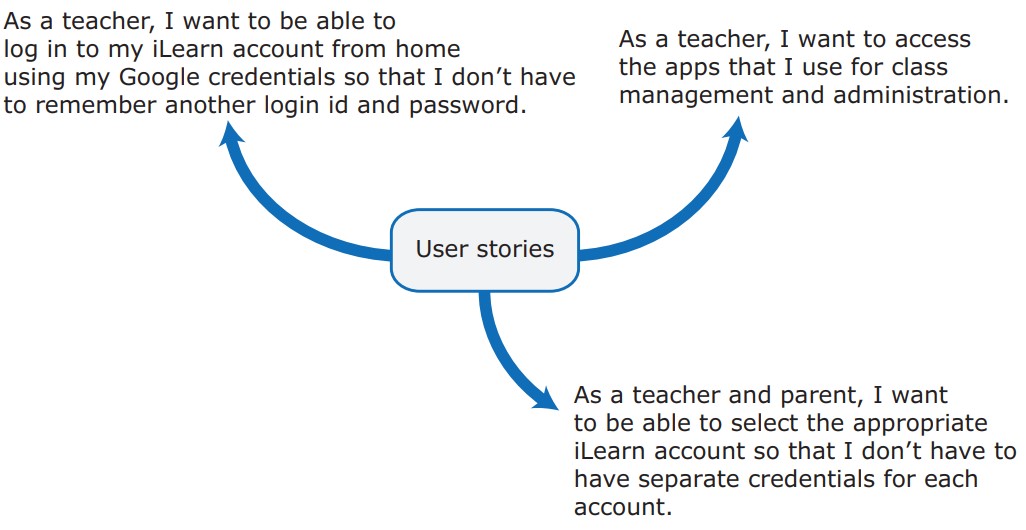 As a teacher, I want to be able to
log in to my iLearn account from home
using my Google credentials so that I don’t have
to remember another login id and password.
As a teacher, I want to access
the apps that I use for class
management and administration.
User stories
As a teacher and parent, I want
to be able to select the appropriate
iLearn account so that I don’t have to
have separate credentials for each
account.